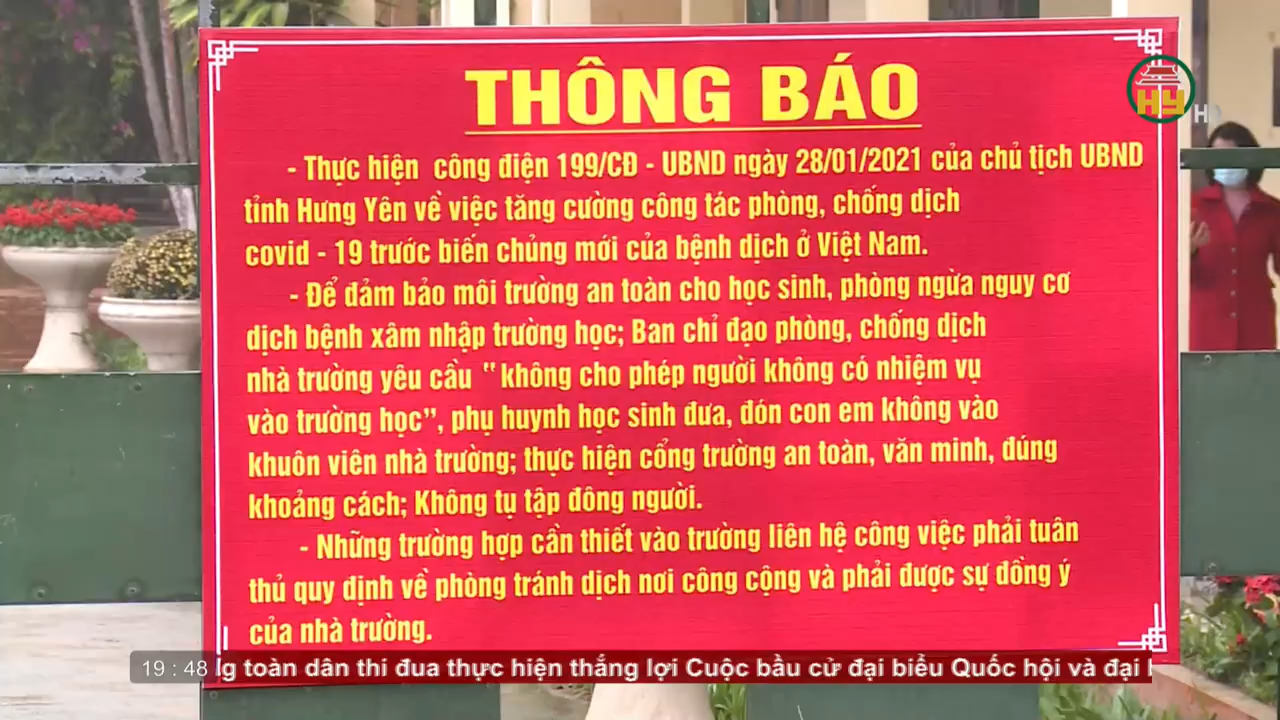 THÔNG BÁO
HY H
- Thực hiện công điện 199/CĐ - UBND ngày 28/01/2021 của chủ tịch UBND
tỉnh Hưng Yên về việc tăng cường công tác phòng, chống dịch
covid - 19 trước biến chủng mới của bệnh dịch ở Việt Nam.
- Để đảm bảo môi trường an toàn cho học sinh, phòng ngừa nguy cơ
dịch bệnh xâm nhập trường học; Ban chỉ đạo phòng, chống dịch
nhà trường yêu cầu "không cho phép người không có nhiệm vụ
vào trường học", phụ huynh học sinh đưa, đón con em không vào
khuôn viên nhà trường; thực hiện cổng trường an toàn, văn minh, đúng
khoảng cách; Không tụ tập đông người.
- Những trường hợp cần thiết vào trường liên hệ công việc phải tuân
thủ quy định về phòng tránh dịch nơi công cộng và phải được sự đồng ý
của nhà trường.
19 : 48 toàn dân thi đua thực hiện thắng lợi Cuộc bầu cử đại biểu Quốc hội và đại